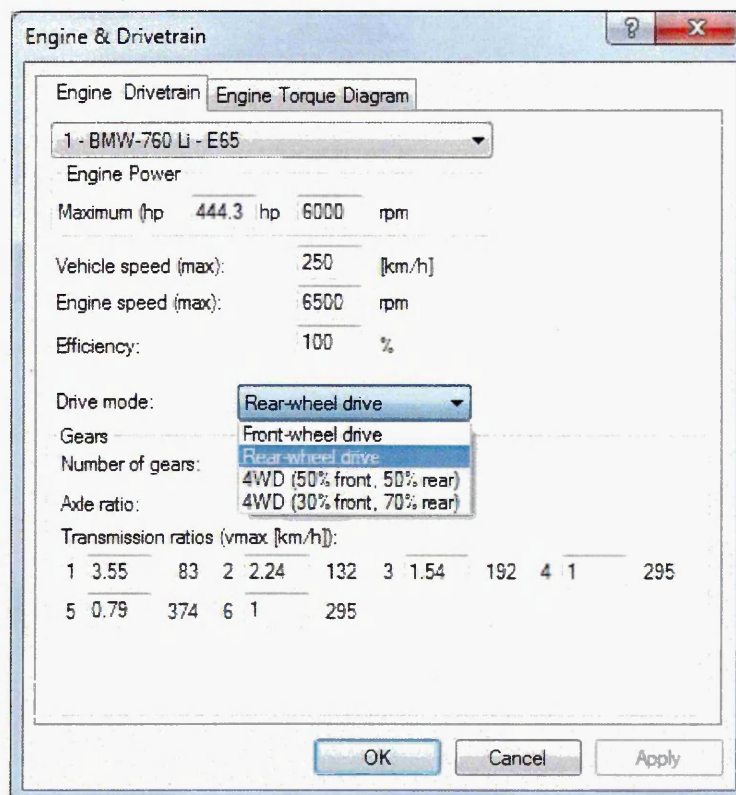 Engine & Drivetrain
Engine Drivetrain Engine Torque Diagram
1 - BMW-760 Li - E65
Engine Power
Maximum (hp 444.3 hp 6000 rpm
Vehicle speed (max): 250 [km/h]
Engine speed (max): 6500 rpm
Efficiency: 100 %
Drive mode: Rear-wheel drive
Gears Front-wheel drive
Rear-wheel drive
Number of gears: 4WD (50% front, 50% rear)
Axle ratio: 4WD (30% front, 70% rear)
Transmission ratios (vmax [km/h]):
1 3.55 83 2 2.24 132 3 1.54 192 4 1 295
5 0.79 374 6 1 295
OK Cancel Apply